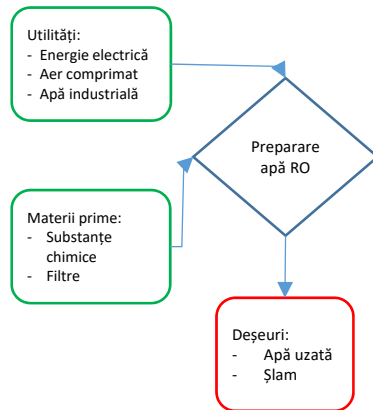 Utilități:
- Energie electrică
- Aer comprimat
- Apă industrială
Preparare
apă RO
Materii prime:
- Substanțe
chimice
- Filtre
Deșeuri:
- Apă uzată
- Șlam